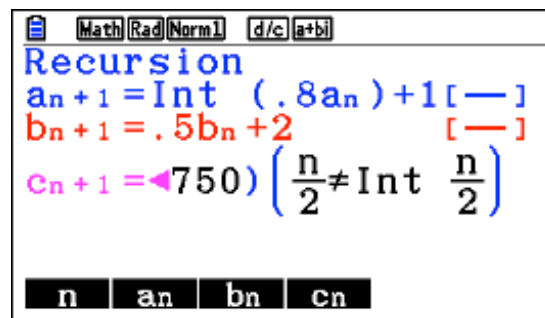 Math Rad Norm1 d/c a+bi
Recursion
an+1=Int (.8an)+1[—]
bn+1=.5bn+2 [—]
cn+1=◀750)(n/2≠Int n/2)
n an bn cn